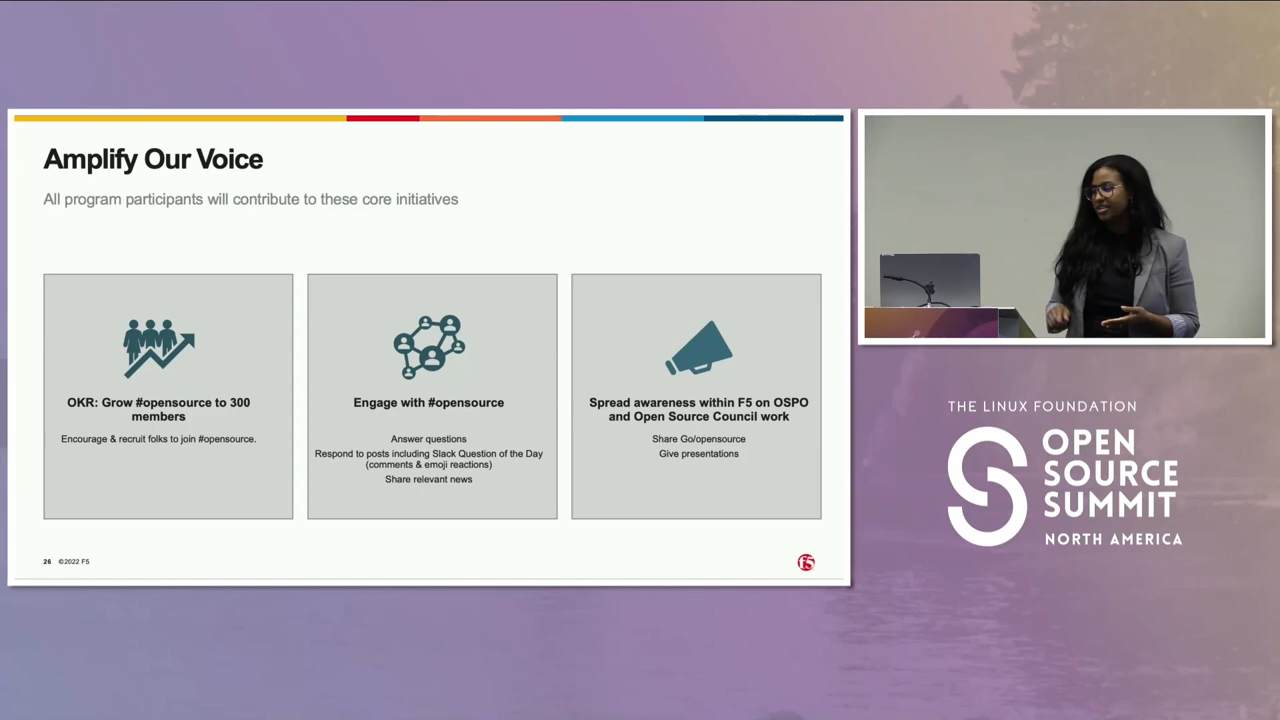 Amplify Our Voice
All program participants will contribute to these core initiatives
OKR: Grow #opensource to 300
members
Encourage & recruit folks to join #opensource.
Engage with #opensource
Answer questions
Respond to posts including Slack Question of the Day
(comments & emoji reactions)
Share relevant news
Spread awareness within F5 on OSPO
and Open Source Council work
Share Go/opensource
Give presentations
26 ©2022 F5
f5
THE LINUX FOUNDATION
OPEN
SOURCE
SUMMIT
NORTH AMERICA